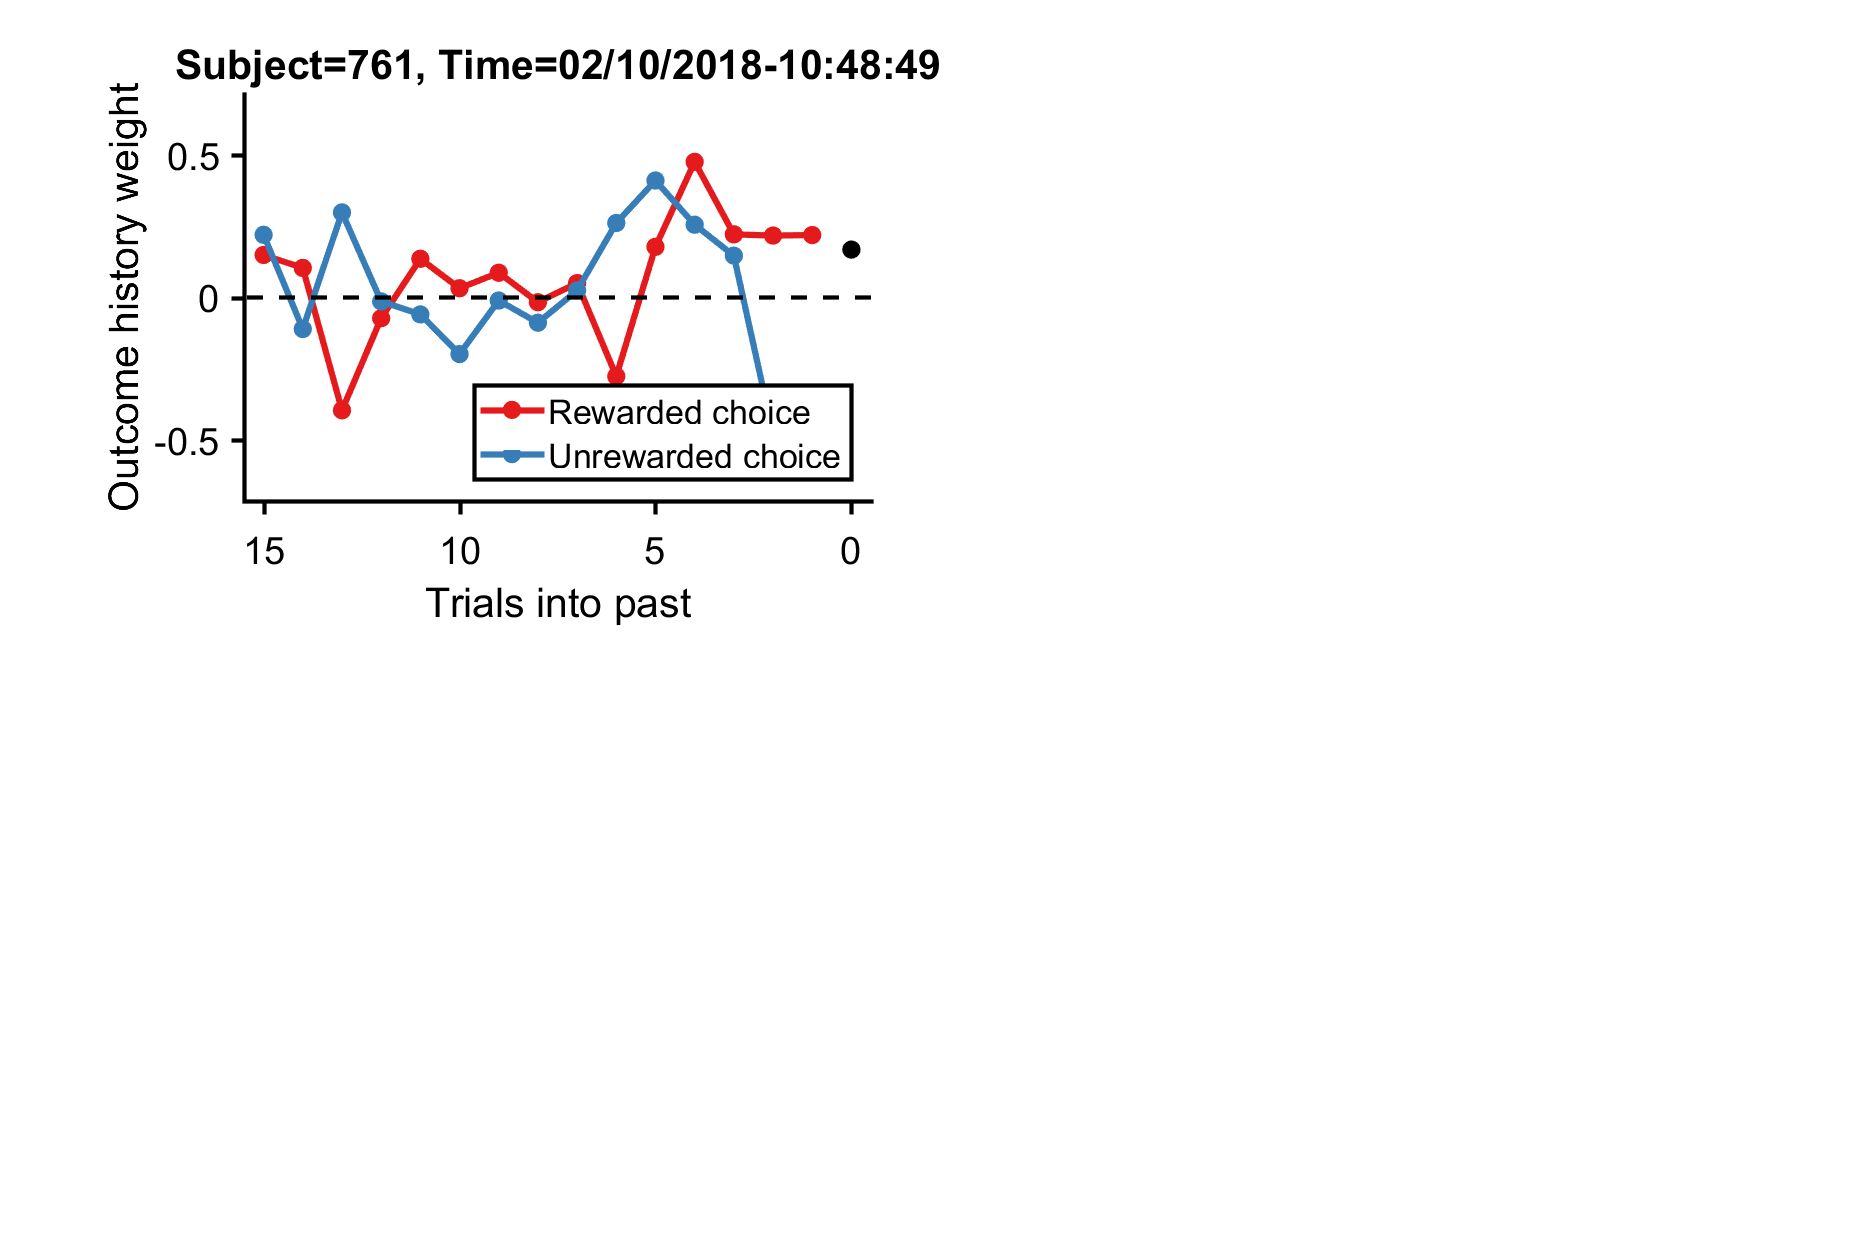 Subject=761, Time=02/10/2018-10:48:49
Outcome history weight
0.5
0
-0.5
Rewarded choice
Unrewarded choice
15 10 5 0
Trials into past